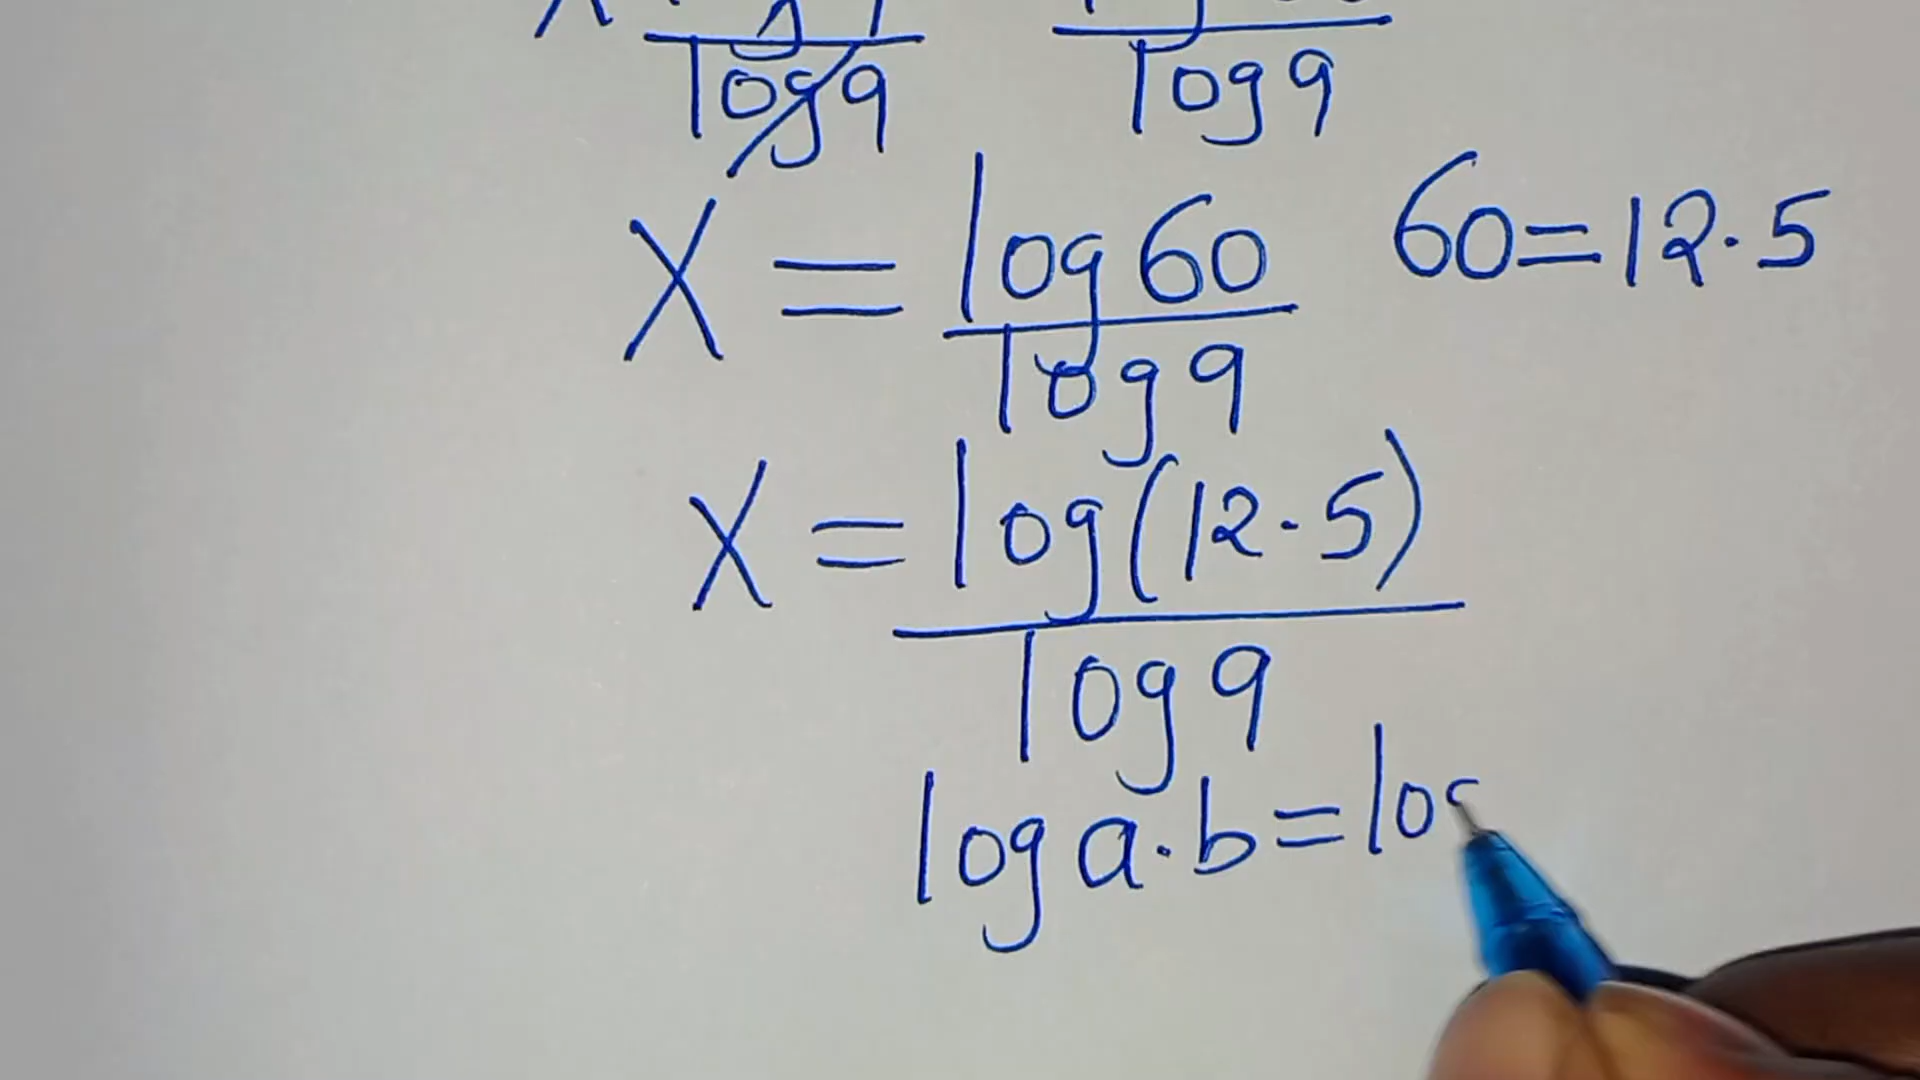 log9 log9
X = log60 60=12·5
log9
X = log(12·5)
log9
log a·b = lo